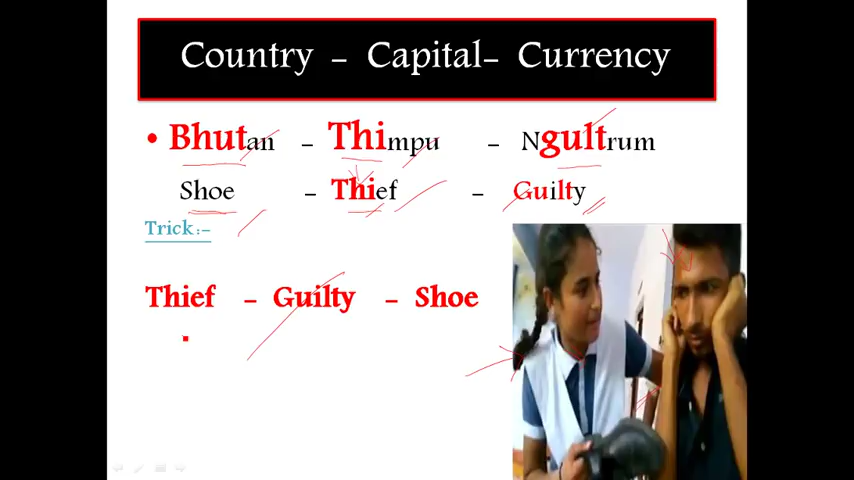 Country - Capital- Currency
• Bhutan - Thimpu - Ngultrum
Shoe - Thief - Guilty
Trick:-
Thief - Guilty - Shoe